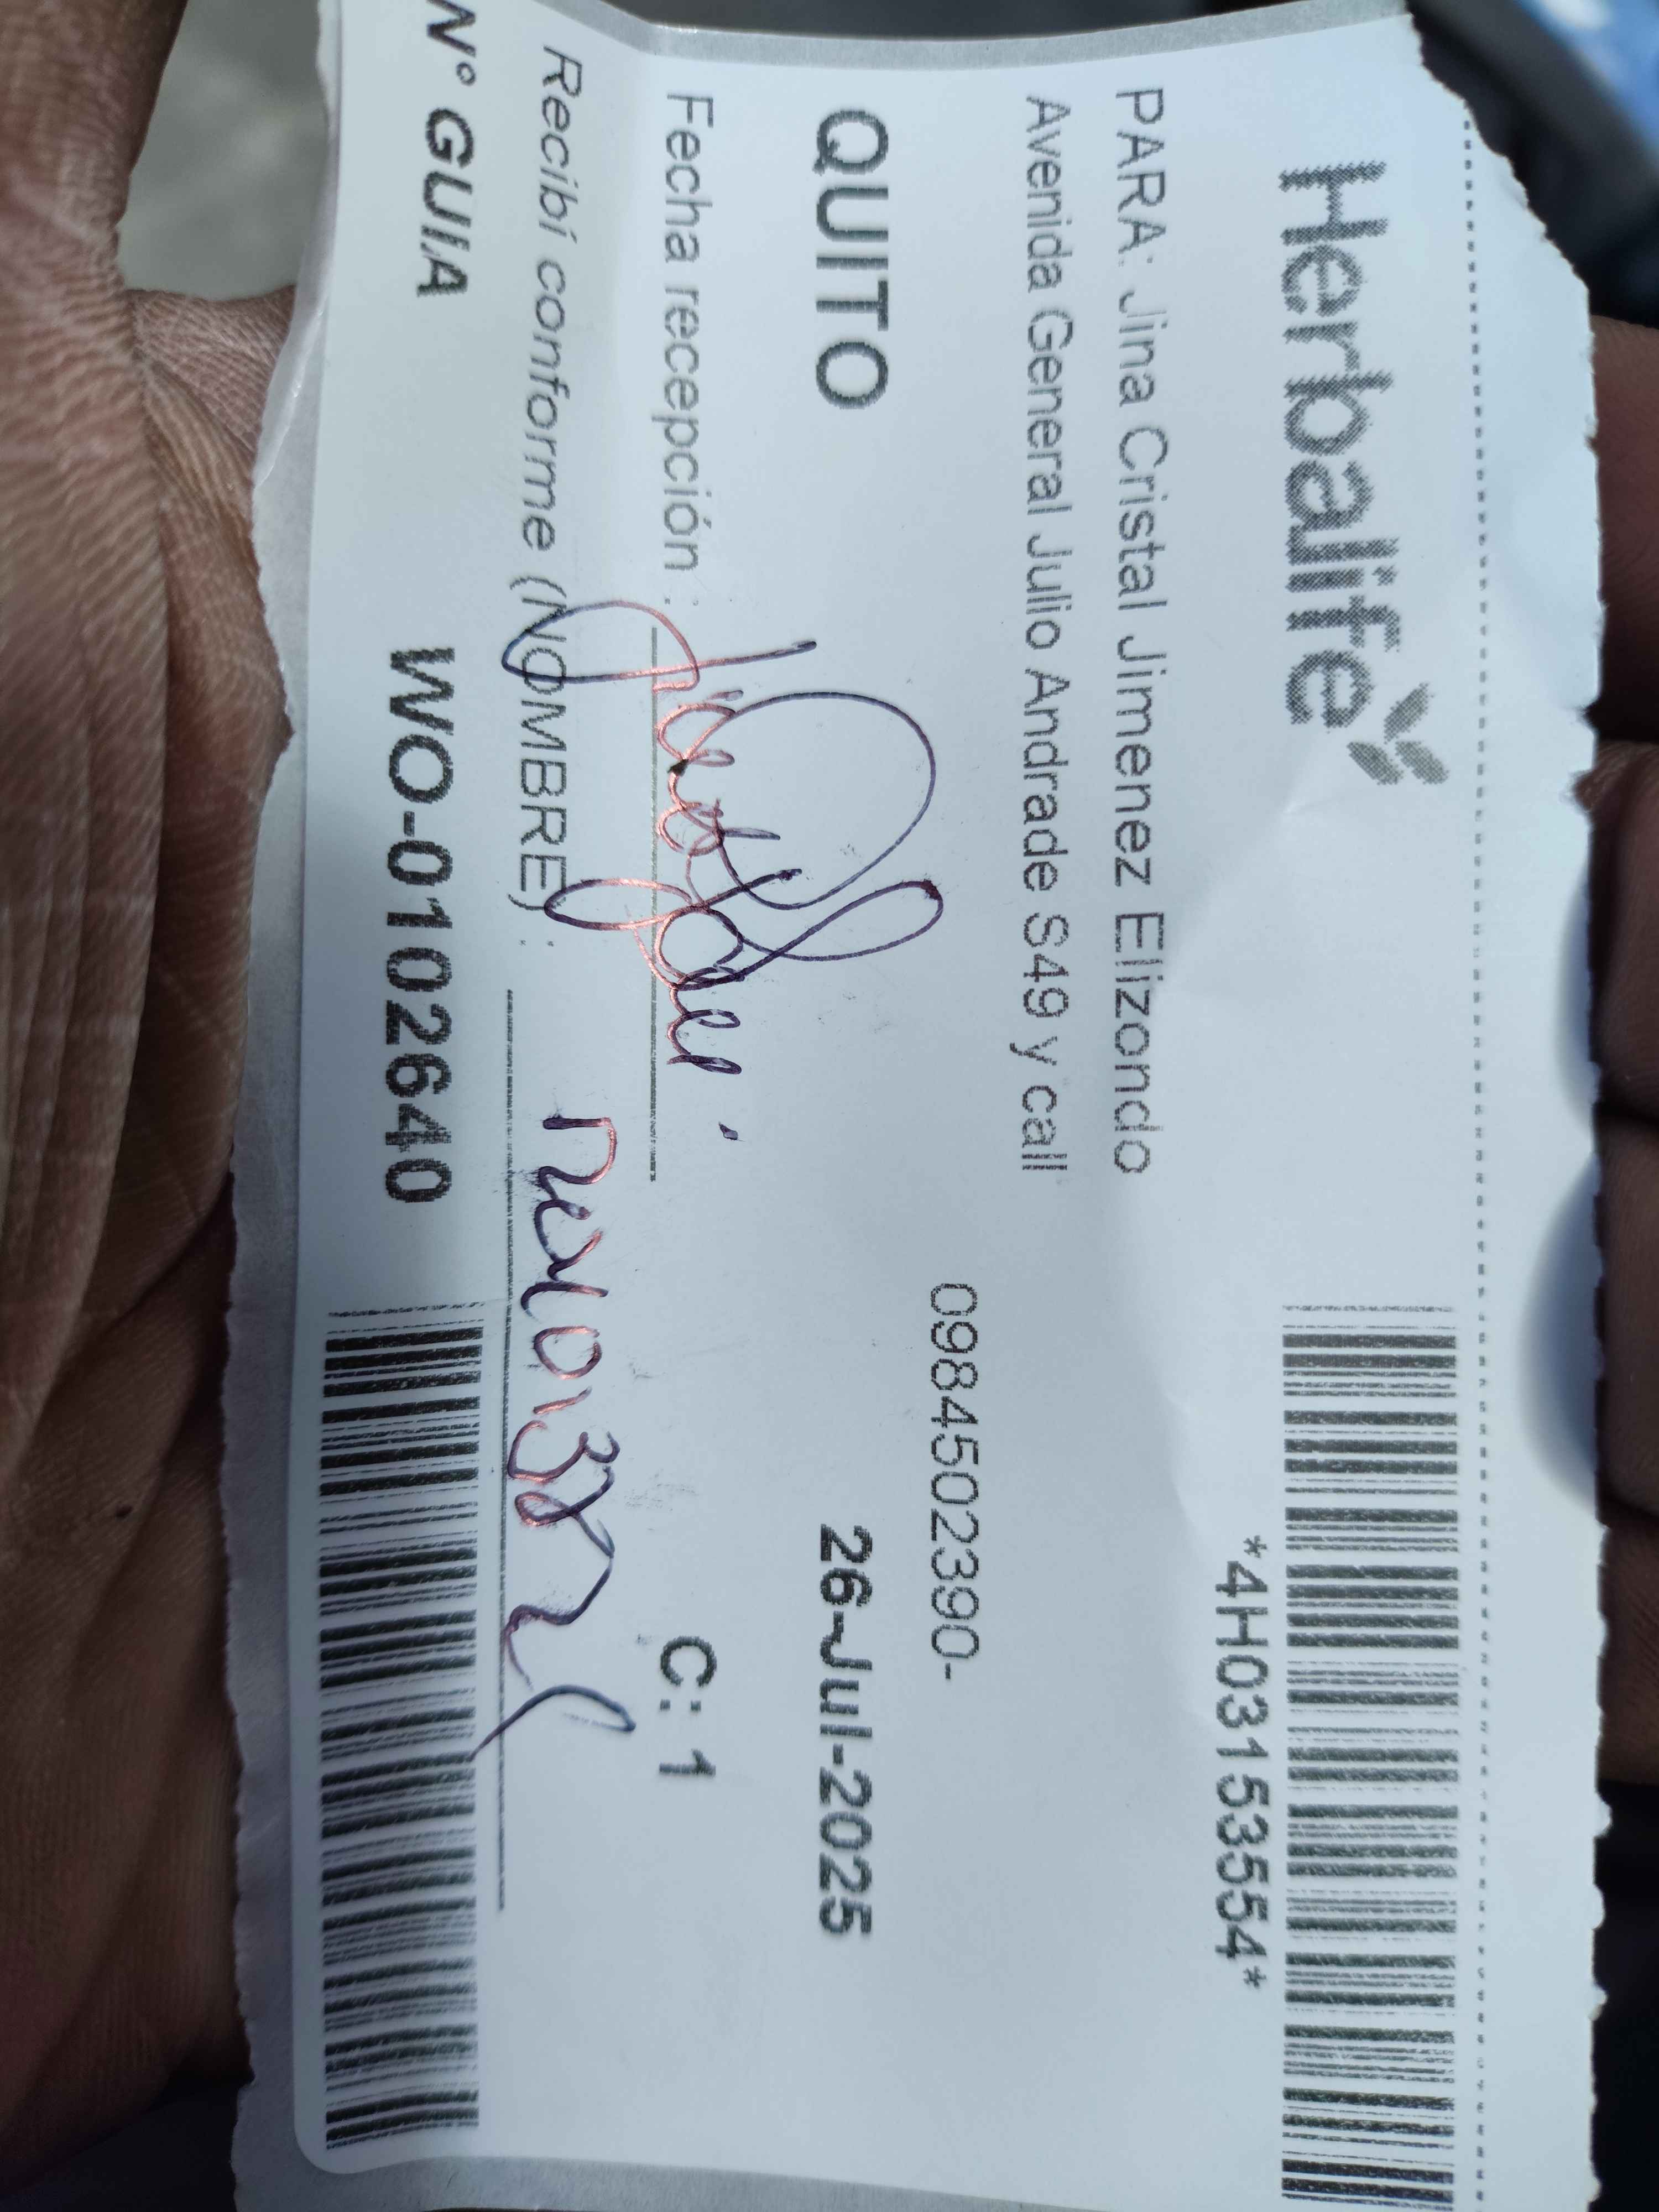 Herbalife
*4H03153554*
PARA: Jina Cristal Jimenez Elizondo
Avenida General Julio Andrade S49 y call
0984502390-
QUITO 26-Jul-2025
Fecha recepción :
C: 1
Recibí conforme (NOMBRE):
N° GUIA WO-0102640